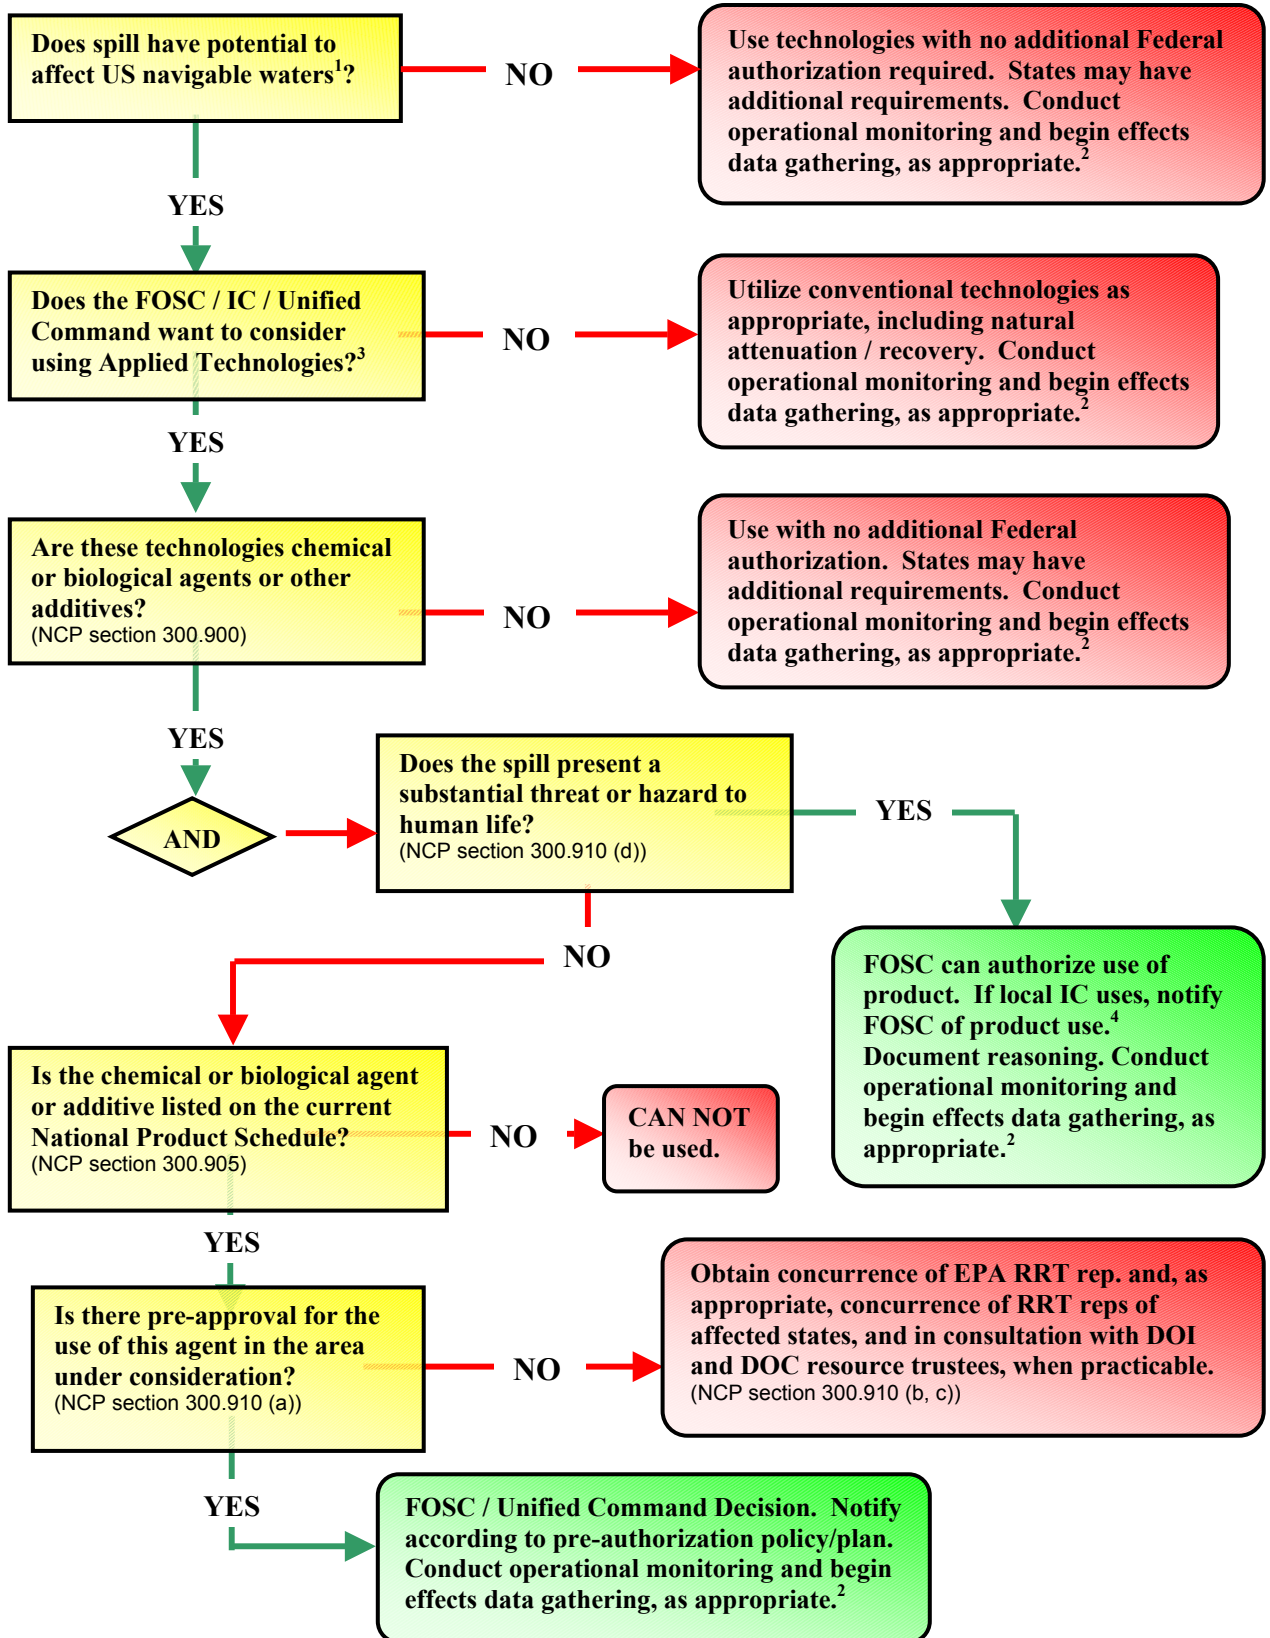 Does spill have potential to
affect US navigable waters¹?
NO
Use technologies with no additional Federal
authorization required. States may have
additional requirements. Conduct
operational monitoring and begin effects
data gathering, as appropriate.²
YES
Does the FOSC / IC / Unified
Command want to consider
using Applied Technologies?³
NO
Utilize conventional technologies as
appropriate, including natural
attenuation / recovery. Conduct
operational monitoring and begin effects
data gathering, as appropriate.²
YES
Are these technologies chemical
or biological agents or other
additives?
(NCP section 300.900)
NO
Use with no additional Federal
authorization. States may have
additional requirements. Conduct
operational monitoring and begin effects
data gathering, as appropriate.²
YES
AND
Does the spill present a
substantial threat or hazard to
human life?
(NCP section 300.910 (d))
YES
FOSC can authorize use of
product. If local IC uses, notify
FOSC of product use.⁴
Document reasoning. Conduct
operational monitoring and
begin effects data gathering, as
appropriate.²
NO
Is the chemical or biological agent
or additive listed on the current
National Product Schedule?
(NCP section 300.905)
NO
CAN NOT
be used.
YES
Is there pre-approval for the
use of this agent in the area
under consideration?
(NCP section 300.910 (a))
NO
Obtain concurrence of EPA RRT rep. and, as
appropriate, concurrence of RRT reps of
affected states, and in consultation with DOI
and DOC resource trustees, when practicable.
(NCP section 300.910 (b, c))
YES
FOSC / Unified Command Decision. Notify
according to pre-authorization policy/plan.
Conduct operational monitoring and begin
effects data gathering, as appropriate.²